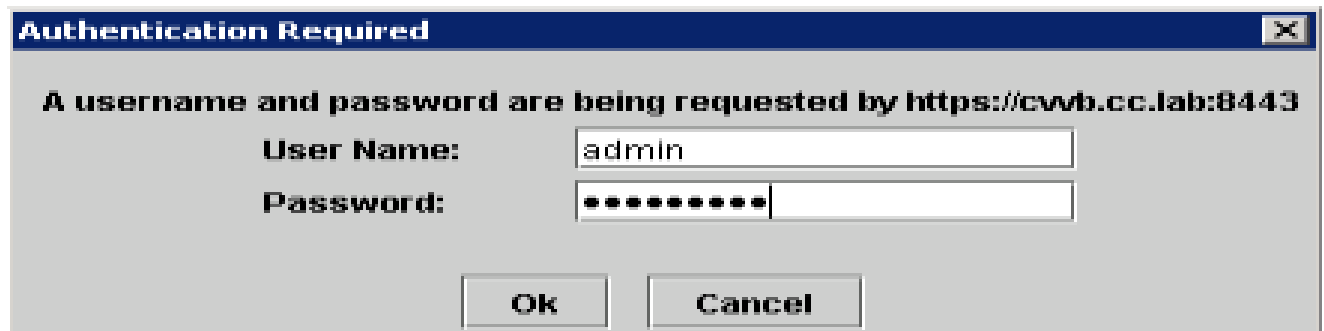 Authentication Required
A username and password are being requested by https://cvvb.cc.lab:8443
User Name: admin
Password: •••••••••
Ok Cancel